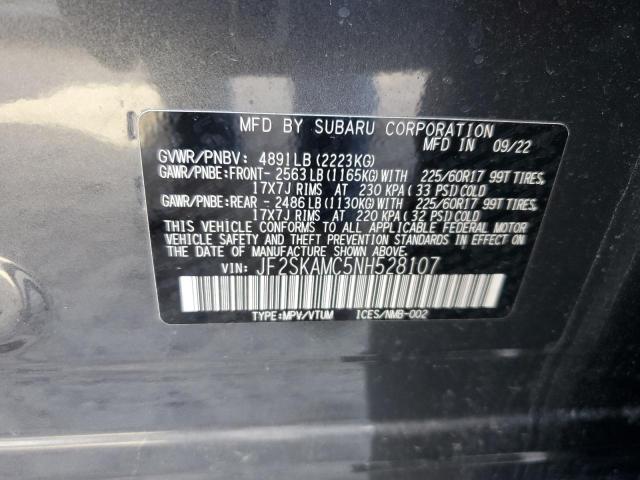 MFD BY SUBARU CORPORATION
MFD IN 09/22
GVWR/PNBV: 4891LB (2223KG)
GAWR/PNBE:FRONT- 2563 LB (1165KG)WITH 225/60R17 99T TIRES
17X7J RIMS AT 230 KPA (33 PSI) COLD
GAWR/PNBE:REAR - 2486 LB (1130KG)WITH 225/60R17 99T TIRES
17X7J RIMS AT 220 KPA (32 PSI) COLD
THIS VEHICLE CONFORMS TO ALL APPLICABLE FEDERAL MOTOR
VEHICLE SAFETY AND THEFT PREVENTION STANDARDS IN EFFECT ON
THE DATE OF MANUFACTURE SHOWN ABOVE.
VIN: JF2SKAMC5NH528107
TYPE:MPV/VTUM ICES/NMB-002